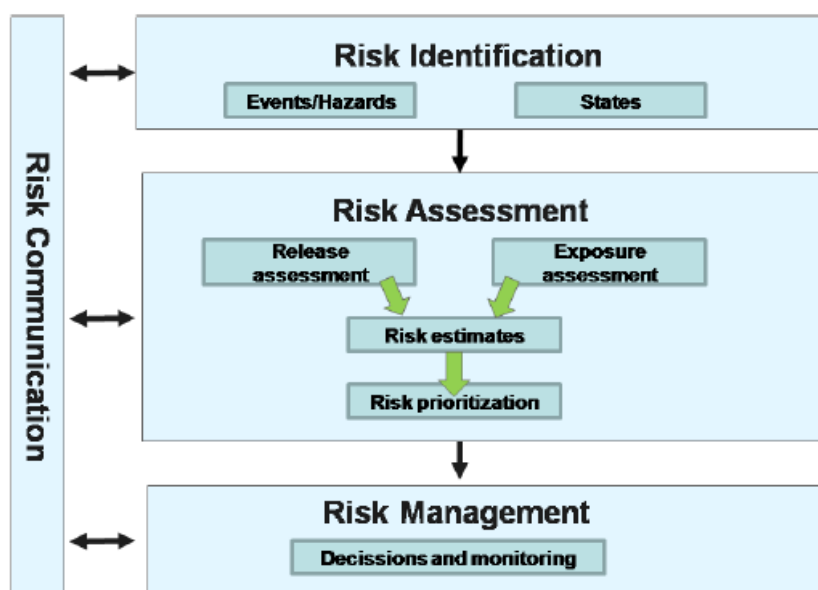 Risk Communication
Risk Identification
Events/Hazards
States
Risk Assessment
Release
assessment
Exposure
assessment
Risk estimates
Risk prioritization
Risk Management
Decissions and monitoring